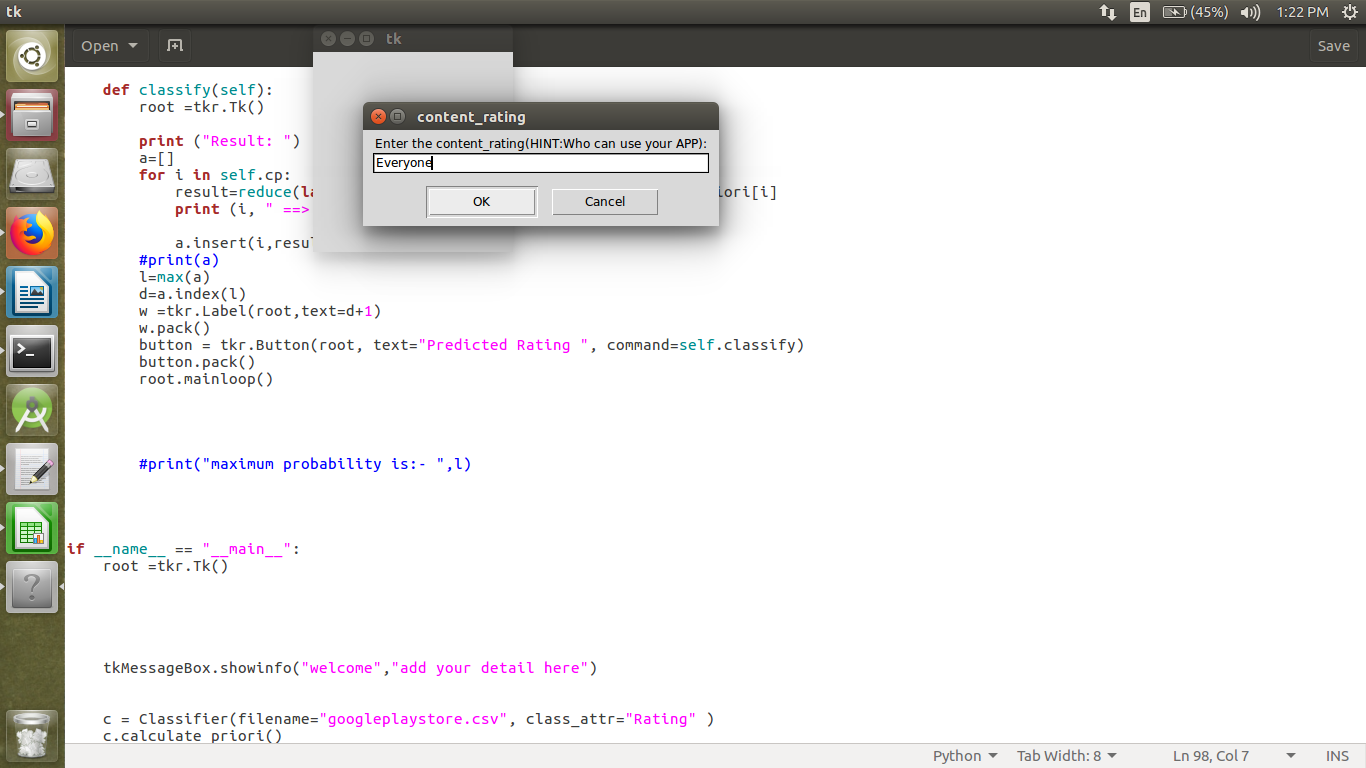 tk
En
(45%)
1:22 PM
Open
tk
Save
def classify(self):
root =tkr.Tk()
content_rating
Enter the content_rating(HINT:Who can use your APP):
Everyone
OK
Cancel
print ("Result: ")
a=[]
for i in self.cp:
result=reduce(la iori[i]
print (i, " ==>
a.insert(i,resul
#print(a)
l=max(a)
d=a.index(l)
w =tkr.Label(root,text=d+1)
w.pack()
button = tkr.Button(root, text="Predicted Rating ", command=self.classify)
button.pack()
root.mainloop()
#print("maximum probability is:- ",l)
if __name__ == "__main__":
root =tkr.Tk()
tkMessageBox.showinfo("welcome","add your detail here")
c = Classifier(filename="googleplaystore.csv", class_attr="Rating" )
c.calculate_priori()
Python
Tab Width: 8
Ln 98, Col 7
INS